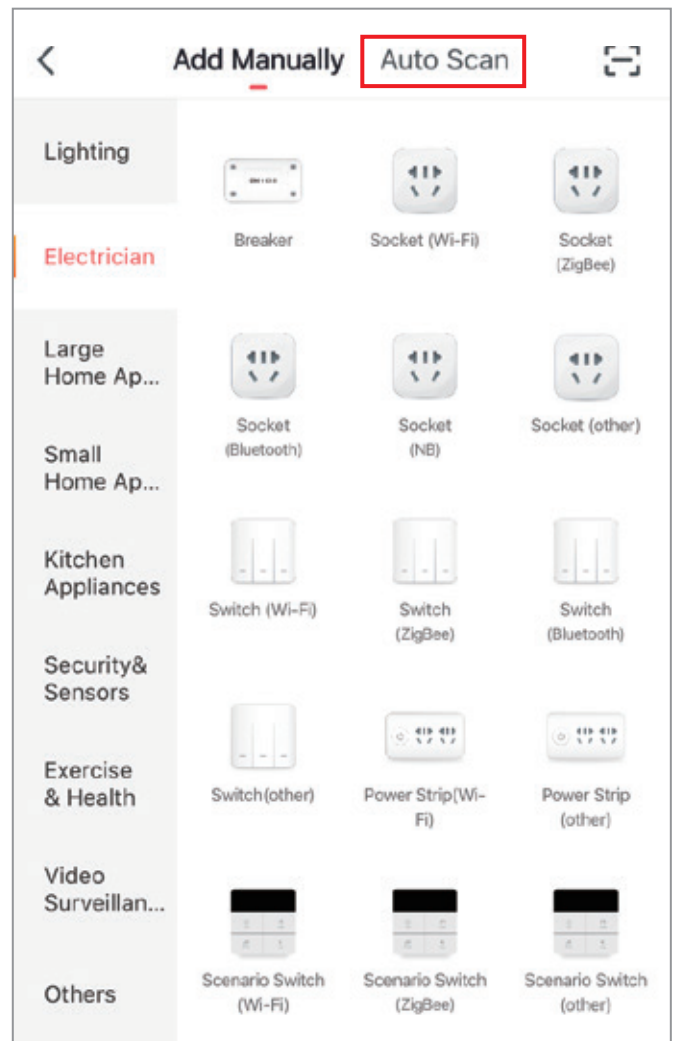 Add Manually Auto Scan
Lighting
Electrician
Large
Home Ap...
Small
Home Ap...
Kitchen
Appliances
Security&
Sensors
Exercise
& Health
Video
Surveillan...
Others
Breaker
Socket (Wi-Fi)
Socket
(ZigBee)
Socket
(Bluetooth)
Socket
(NB)
Socket (other)
Switch (Wi-Fi)
Switch
(ZigBee)
Switch
(Bluetooth)
Switch(other)
Power Strip(Wi-
Fi)
Power Strip
(other)
Scenario Switch
(Wi-Fi)
Scenario Switch
(ZigBee)
Scenario Switch
(other)